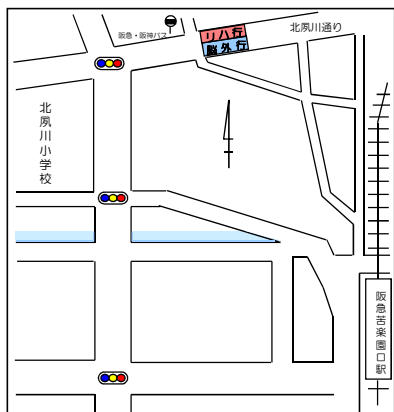 阪急・阪神バス
リハ行
脳外行
北夙川通り
北夙川小学校
阪急苦楽園口駅